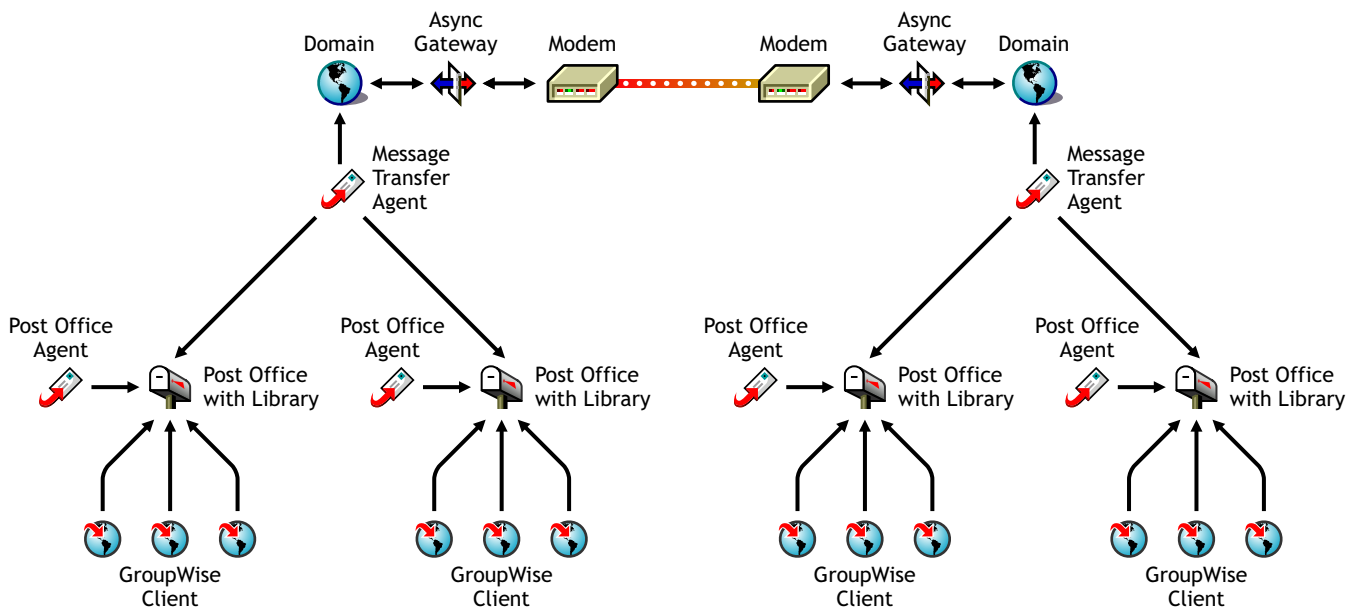 Domain
Async
Gateway
Modem
Modem
Async
Gateway
Domain
Message
Transfer
Agent
Message
Transfer
Agent
Post Office
Agent
Post Office
with Library
Post Office
Agent
Post Office
with Library
Post Office
Agent
Post Office
with Library
Post Office
Agent
Post Office
with Library
GroupWise
Client
GroupWise
Client
GroupWise
Client
GroupWise
Client